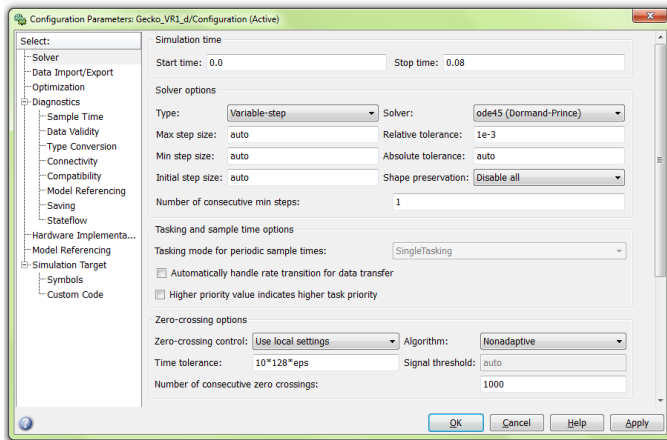 Configuration Parameters: Gecko_VR1_d/Configuration (Active)
Select:
Solver
Data Import/Export
Optimization
Diagnostics
Sample Time
Data Validity
Type Conversion
Connectivity
Compatibility
Model Referencing
Saving
Stateflow
Hardware Implementa...
Model Referencing
Simulation Target
Symbols
Custom Code
Simulation time
Start time: 0.0 Stop time: 0.08
Solver options
Type: Variable-step Solver: ode45 (Dormand-Prince)
Max step size: auto Relative tolerance: 1e-3
Min step size: auto Absolute tolerance: auto
Initial step size: auto Shape preservation: Disable all
Number of consecutive min steps: 1
Tasking and sample time options
Tasking mode for periodic sample times: SingleTasking
Automatically handle rate transition for data transfer
Higher priority value indicates higher task priority
Zero-crossing options
Zero-crossing control: Use local settings Algorithm: Nonadaptive
Time tolerance: 10*128*eps Signal threshold: auto
Number of consecutive zero crossings: 1000
OK Cancel Help Apply